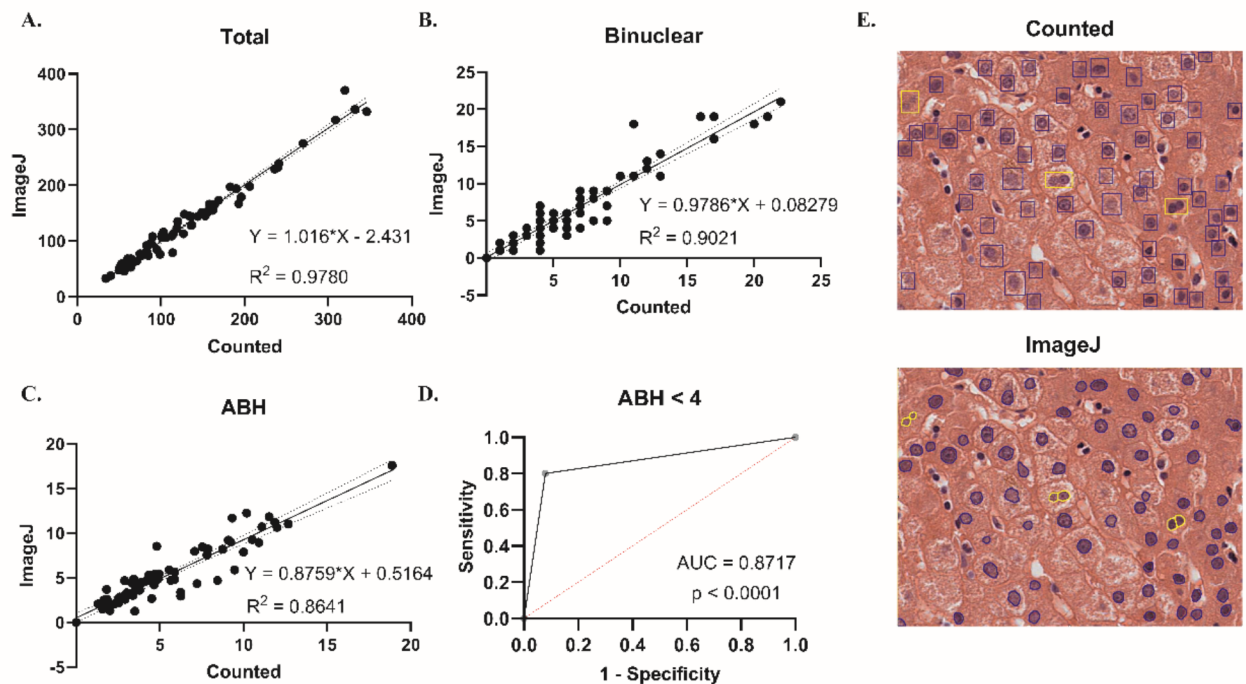 A.
Total
400
300
200
100
0
ImageJ
Y = 1.016*X - 2.431
R² = 0.9780
0
100
200
300
400
Counted
B.
Binuclear
25
20
15
10
5
0
-5
ImageJ
Y = 0.9786*X + 0.08279
R² = 0.9021
5
10
15
20
25
Counted
C.
ABH
20
15
10
5
0
-5
ImageJ
Y = 0.8759*X + 0.5164
R² = 0.8641
5
10
15
20
Counted
D.
ABH < 4
1.0
0.8
0.6
0.4
0.2
0.0
Sensitivity
AUC = 0.8717
p < 0.0001
0.0
0.2
0.4
0.6
0.8
1.0
1 - Specificity
E.
Counted
ImageJ